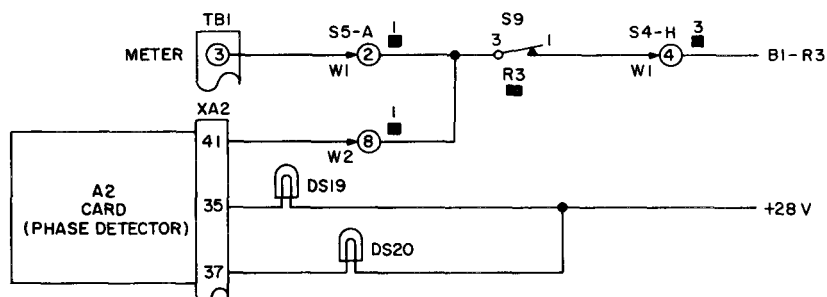 TB1
S5-A 1
S9
S4-H 3
METER 3 2 3 1 4 B1-R3
W1 W1
R3
XA2
1
41 8
W2
DS19
A2
CARD
(PHASE DETECTOR)
35 +28V
DS20
37